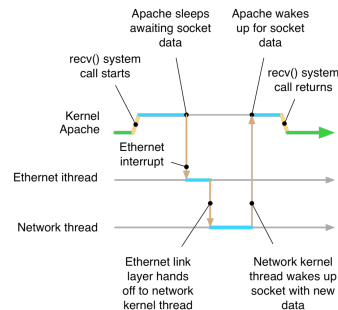 Apache sleeps
awaiting socket
data
Apache wakes
up for socket
data
recv() system
call starts
recv() system
call returns
Kernel
Apache
Ethernet
interrupt
Ethernet ithread
Network thread
Ethernet link
layer hands
off to network
kernel thread
Network kernel
thread wakes up
socket with new
data